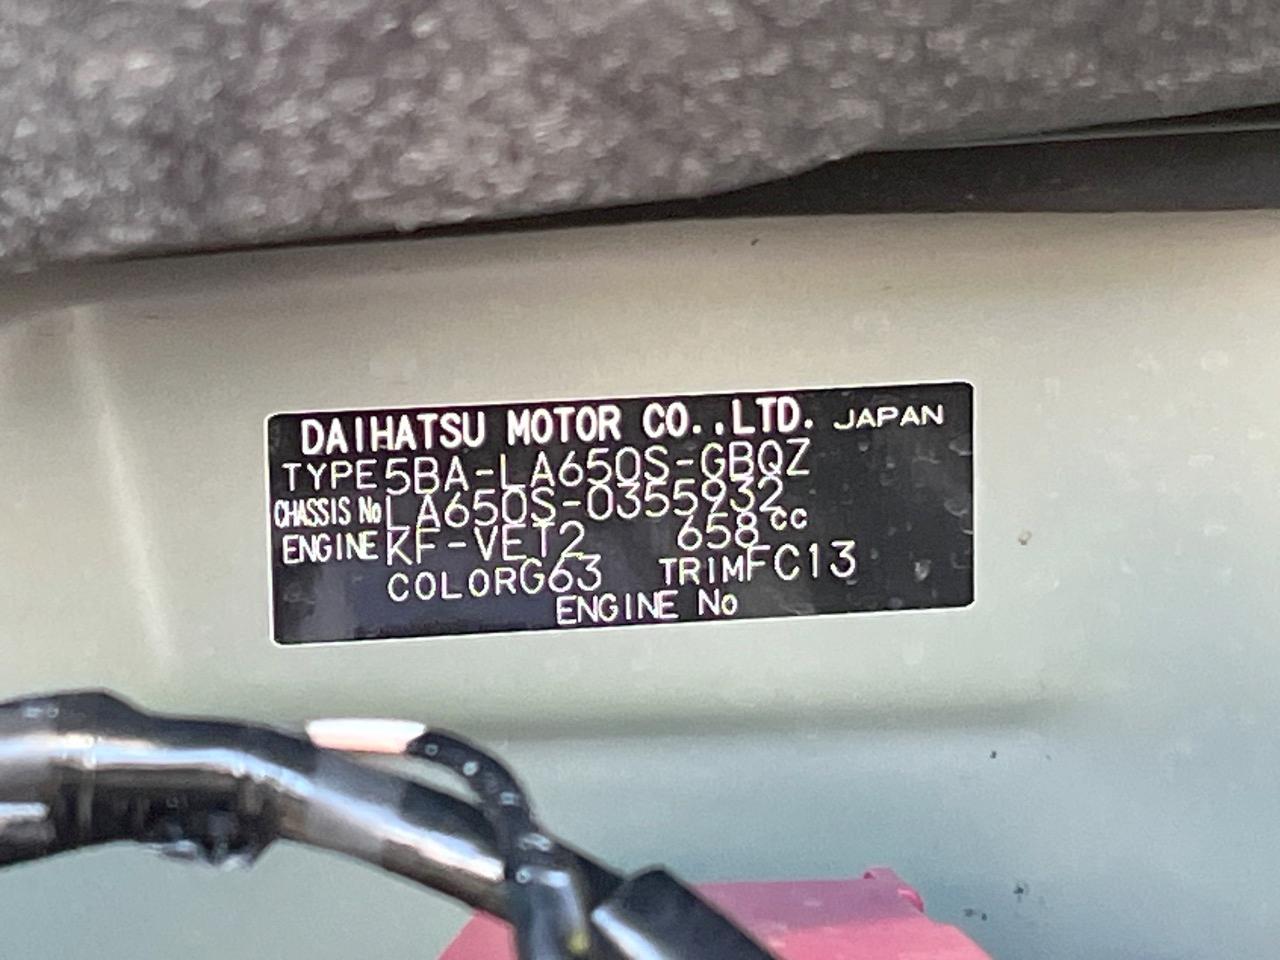 DAIHATSU MOTOR CO.,LTD. JAPAN
TYPE 5BA-LA650S-GBQZ
CHASSIS No LA650S-0355932
ENGINE KF-VET2 658cc
COLOR G63 TRIM FC13
ENGINE No